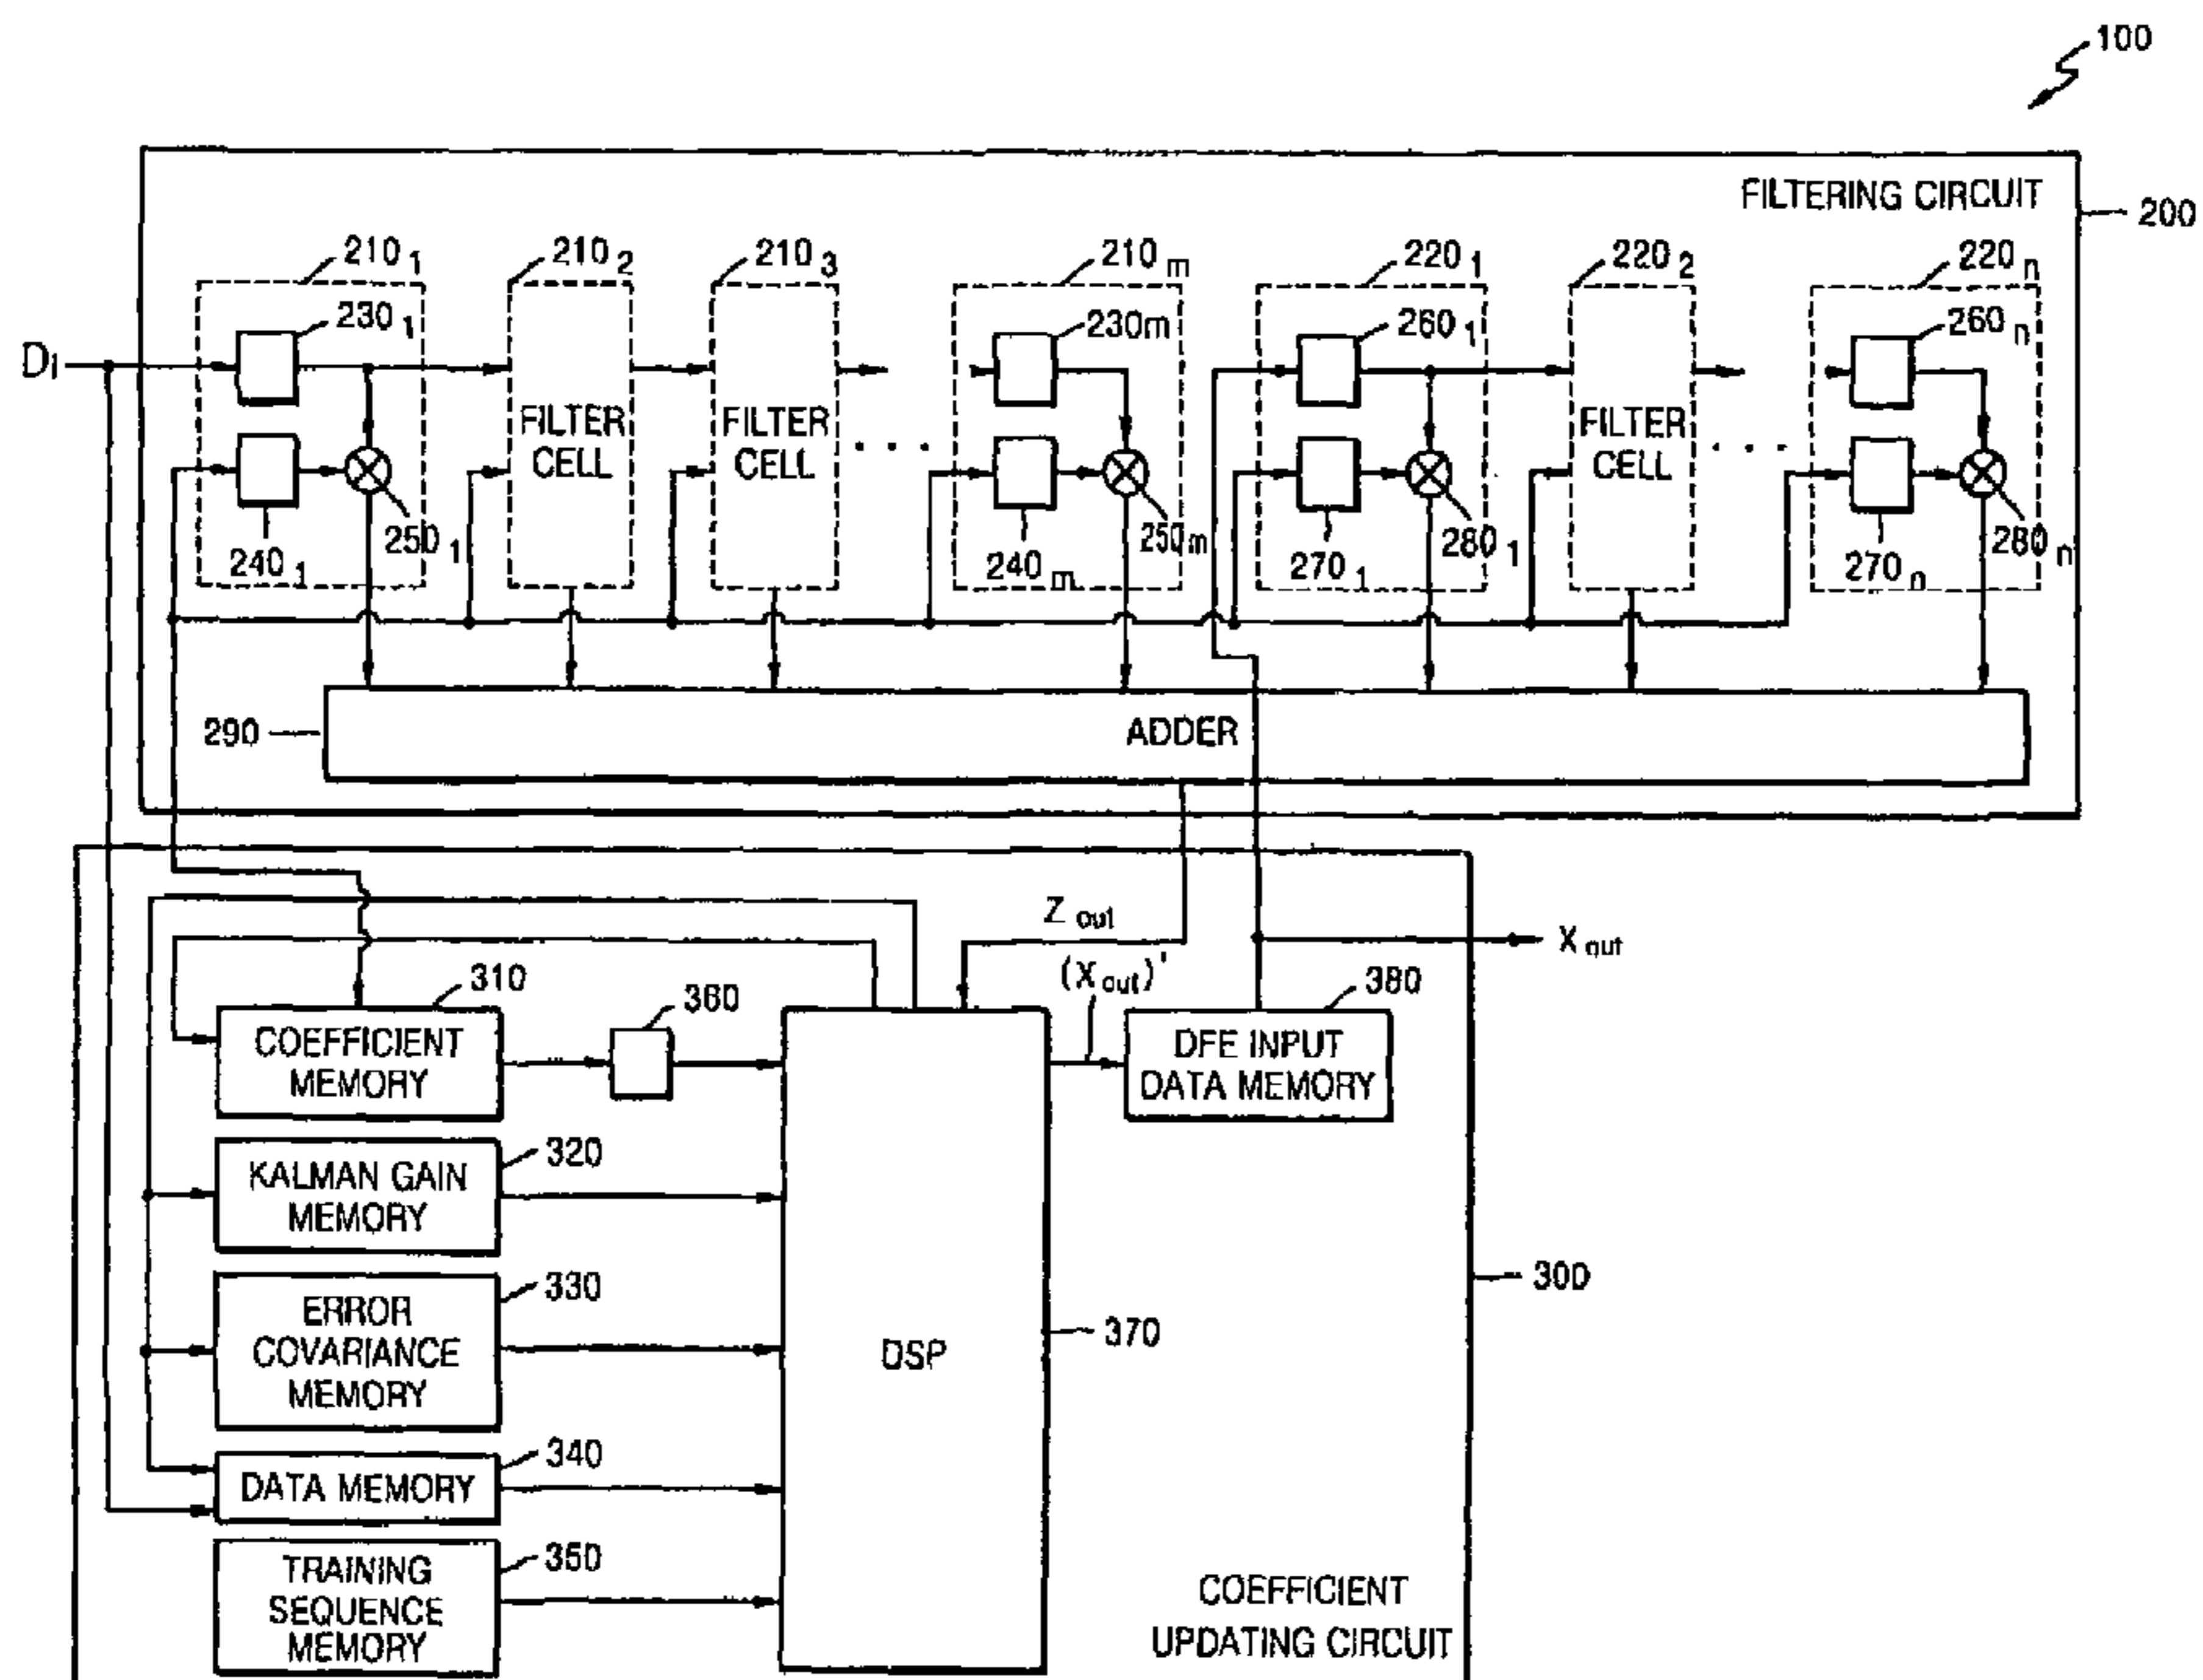 100
FILTERING CIRCUIT
200
210 1
210 2
210 3
210 m
220 1
220 2
220 n
230 1
230m
260 1
260 n
DI
FILTER CELL
FILTER CELL
. . .
FILTER CELL
. . .
240 1
250 1
240 m
250 m
270 1
280 1
270 n
280 n
290
ADDER
Z out
(X out)'
X out
310
360
380
COEFFICIENT
MEMORY
DFE INPUT
DATA MEMORY
320
KALMAN GAIN
MEMORY
330
300
ERROR
COVARIANCE
MEMORY
DSP
370
340
DATA MEMORY
350
TRAINING
SEQUENCE
MEMORY
COEFFICIENT
UPDATING CIRCUIT